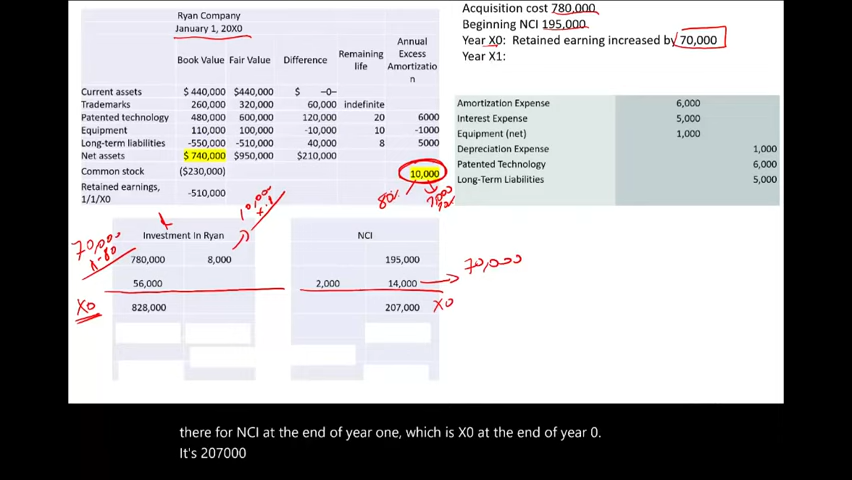 Ryan Company
January 1, 20X0
Book Value Fair Value Difference Remaining life Annual Excess Amortizatio n
Current assets $ 440,000 $440,000 $ –0–
Trademarks 260,000 320,000 60,000 indefinite
Patented technology 480,000 600,000 120,000 20 6000
Equipment 110,000 100,000 -10,000 10 -1000
Long-term liabilities -550,000 -510,000 40,000 8 5000
Net assets $ 740,000 $950,000 $210,000
Common stock ($230,000) 10,000
Retained earnings, 1/1/X0 -510,000
80%
Acquisition cost 780,000
Beginning NCI 195,000
Year X0: Retained earning increased by 70,000
Year X1:
Amortization Expense 6,000
Interest Expense 5,000
Equipment (net) 1,000
Depreciation Expense 1,000
Patented Technology 6,000
Long-Term Liabilities 5,000
10,000
x .8
70,000
x .80
Investment In Ryan
780,000 8,000
56,000
X0 828,000
NCI
195,000
2,000 14,000 70,000
207,000 X0
there for NCI at the end of year one, which is X0 at the end of year 0.
It's 207000